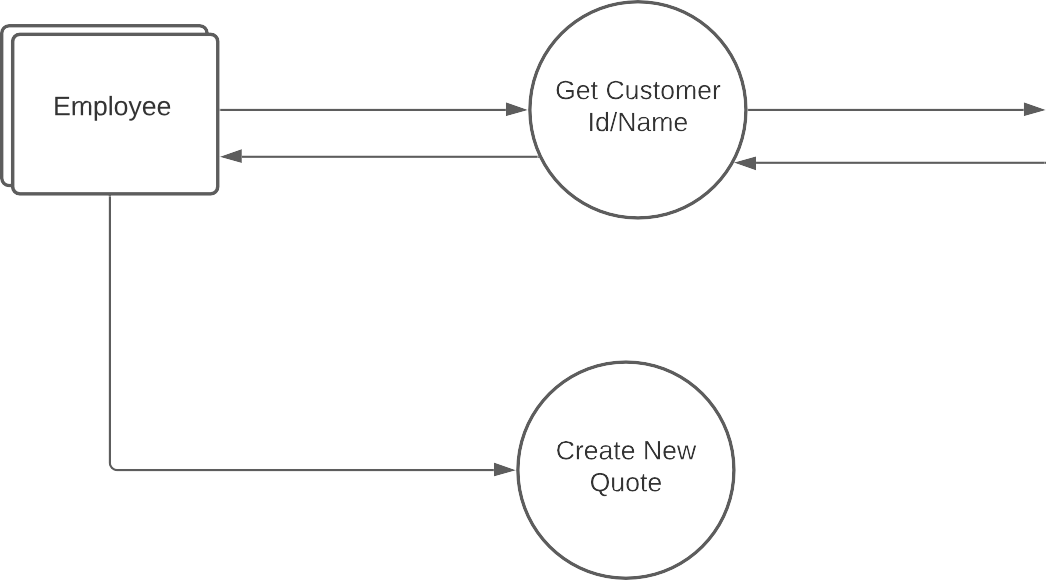 Employee
Get Customer
Id/Name
Create New
Quote